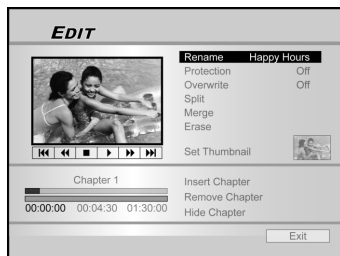 EDIT
Rename Happy Hours
Protection Off
Overwrite Off
Split
Merge
Erase
Set Thumbnail
Chapter 1
00:00:00 00:04:30 01:30:00
Insert Chapter
Remove Chapter
Hide Chapter
Exit